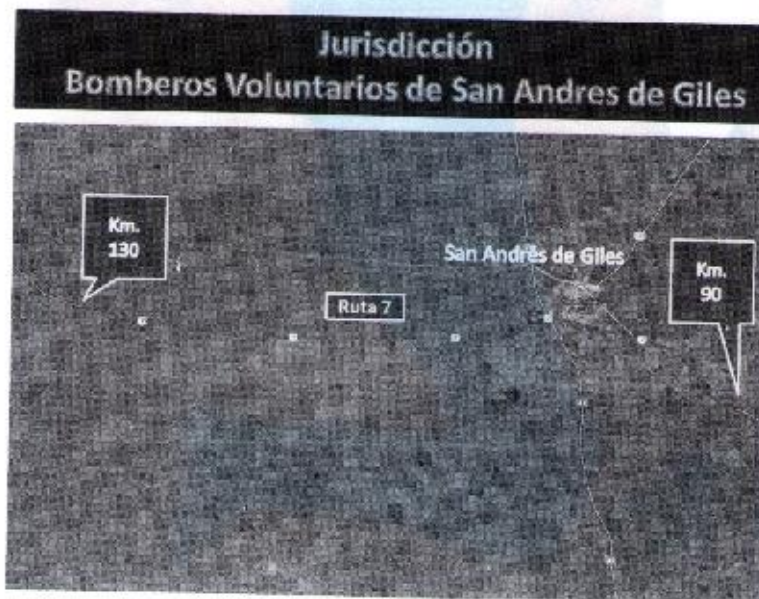 Jurisdicción
Bomberos Voluntarios de San Andres de Giles
Km.
130
San Andrés de Giles
Km.
90
Ruta 7